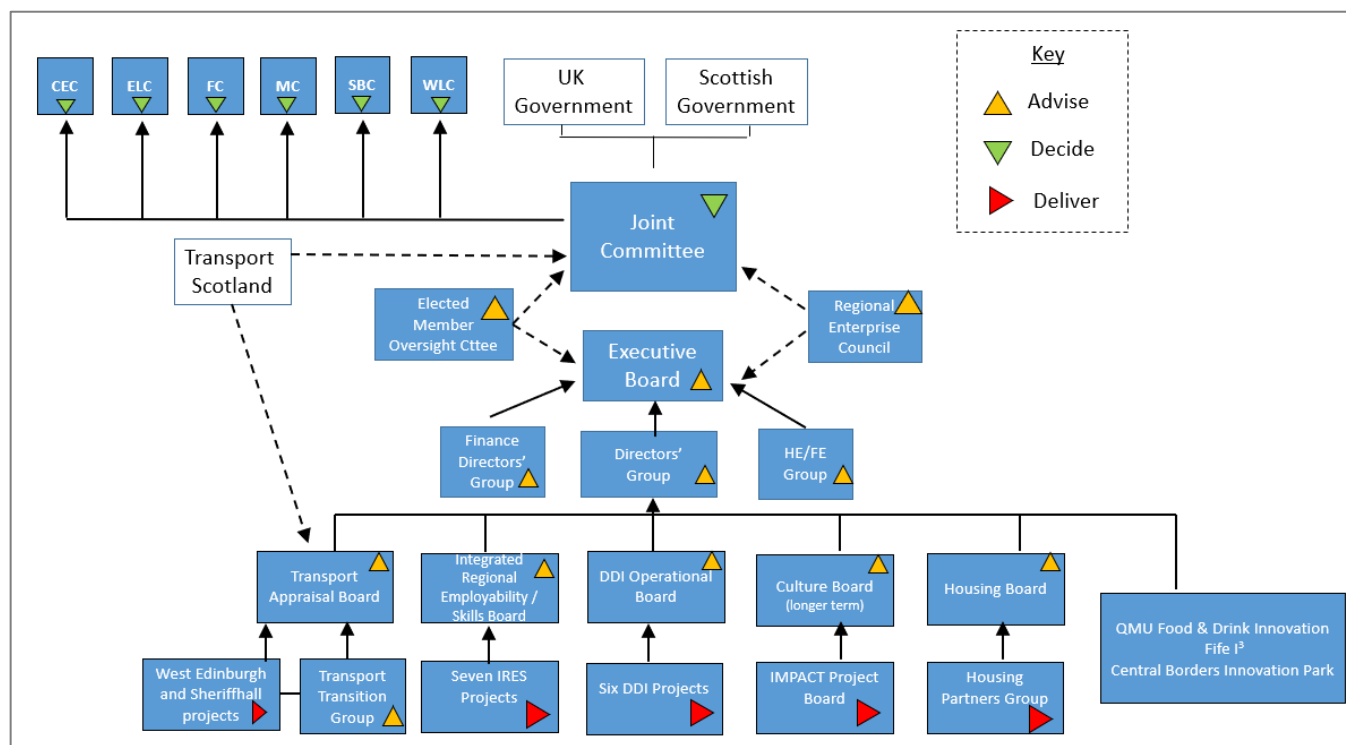 CEC
ELC
FC
MC
SBC
WLC
UK
Government
Scottish
Government
Key
Advise
Decide
Deliver
Joint
Committee
Transport
Scotland
Elected
Member
Oversight Cttee
Regional
Enterprise
Council
Executive
Board
Finance
Directors’
Group
Directors’
Group
HE/FE
Group
Transport
Appraisal Board
Integrated
Regional
Employability /
Skills Board
DDI Operational
Board
Culture Board
(longer term)
Housing Board
QMU Food & Drink Innovation
Fife I³
Central Borders Innovation Park
West Edinburgh
and Sheriffhall
projects
Transport
Transition
Group
Seven IRES
Projects
Six DDI Projects
IMPACT Project
Board
Housing
Partners Group